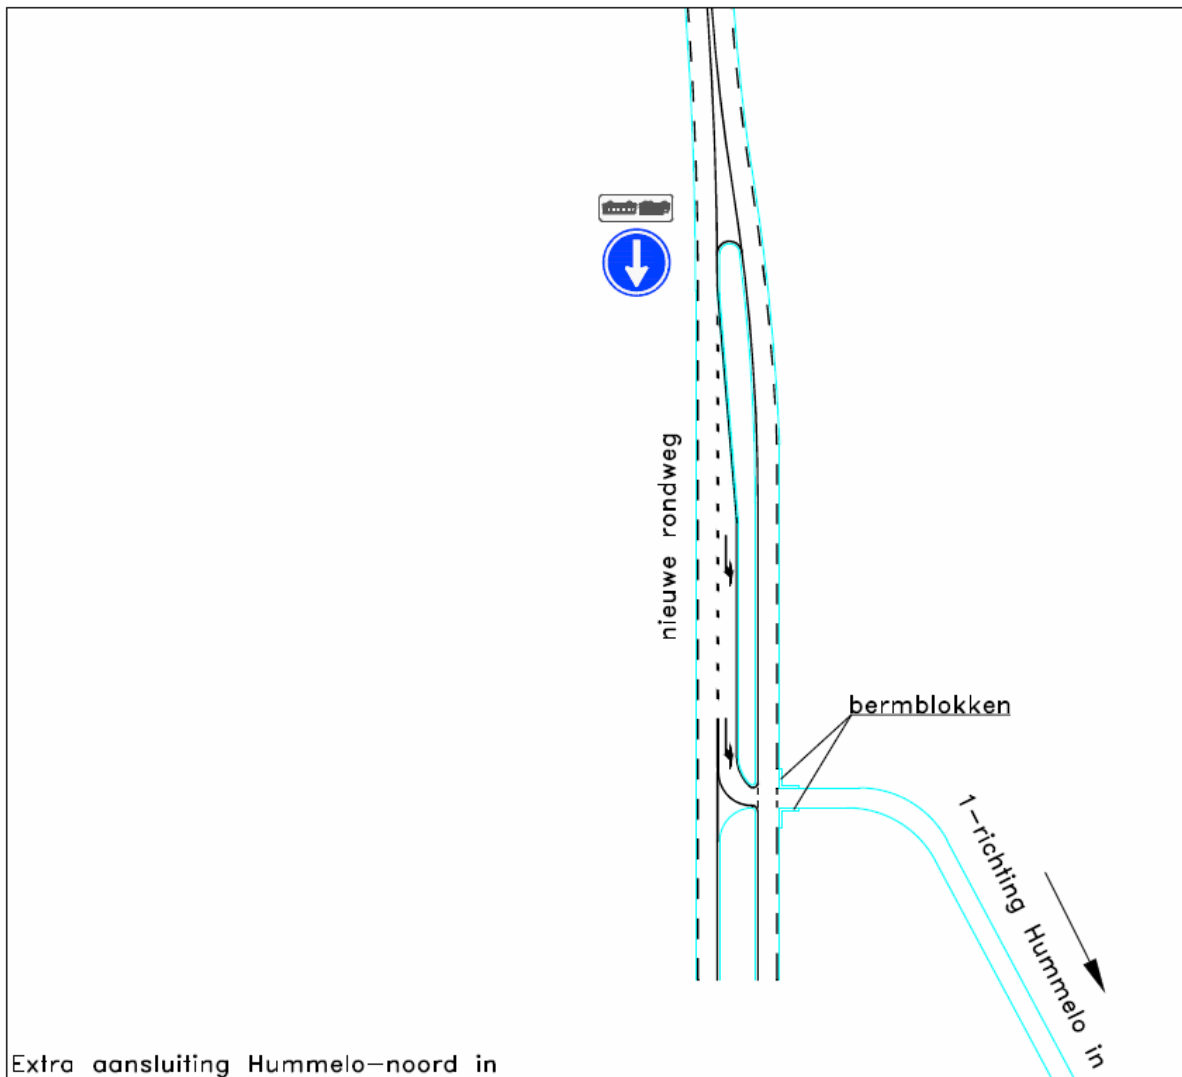 nieuwe rondweg
bermblokken
1-richting Hummelo in
Extra aansluiting Hummelo-noord in